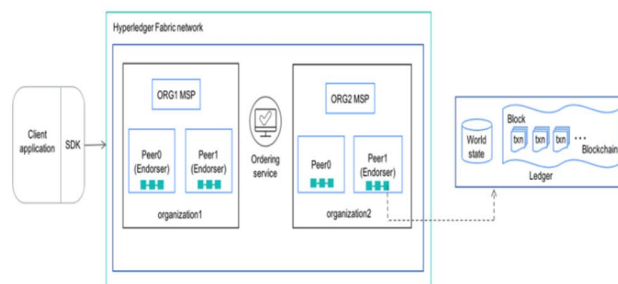 Hyperledger Fabric network
Client
application
SDK
ORG1 MSP
Peer0
(Endorser)
Peer1
(Endorser)
organization1
Ordering
service
ORG2 MSP
Peer0
Peer1
(Endorser)
organization2
World
state
Block
txn
txn
txn
...
Blockchain
Ledger